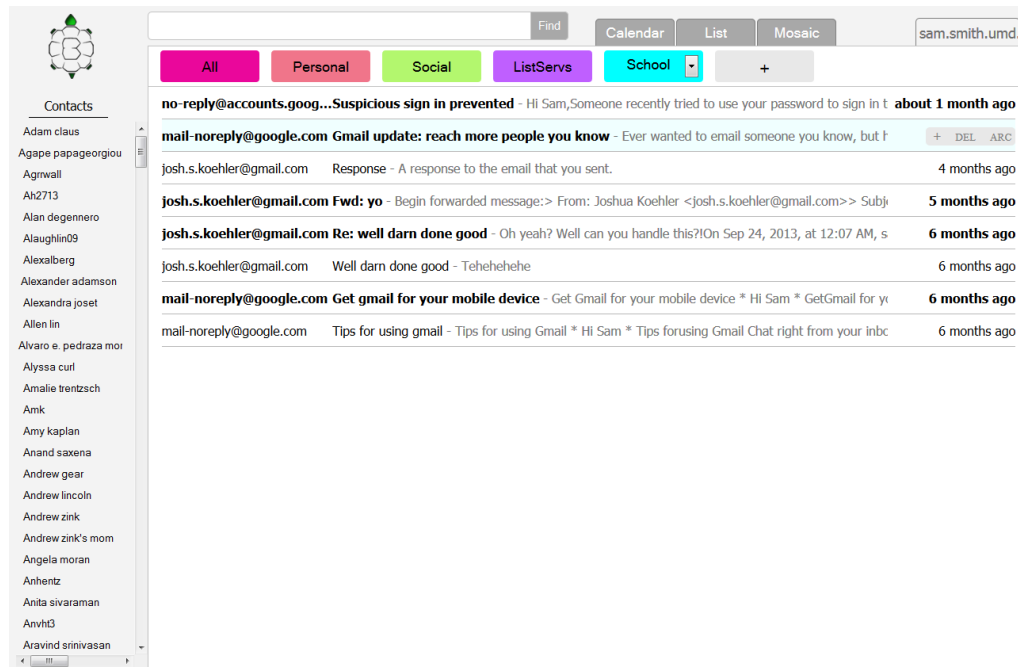 Find
Calendar
List
Mosaic
sam.smith.umd.
All
Personal
Social
ListServs
School
+
Contacts
Adam claus
Agape papageorgiou
Agrrwall
Ah2713
Alan degennero
Alaughlin09
Alexalberg
Alexander adamson
Alexandra joset
Allen lin
Alvaro e. pedraza mor
Alyssa curl
Amalie trentzsch
Amk
Amy kaplan
Anand saxena
Andrew gear
Andrew lincoln
Andrew zink
Andrew zink's mom
Angela moran
Anhentz
Anita sivaraman
Anvht3
Aravind srinivasan
no-reply@accounts.goog... Suspicious sign in prevented - Hi Sam,Someone recently tried to use your password to sign in t about 1 month ago
mail-noreply@google.com Gmail update: reach more people you know - Ever wanted to email someone you know, but h + DEL ARC
josh.s.koehler@gmail.com Response - A response to the email that you sent. 4 months ago
josh.s.koehler@gmail.com Fwd: yo - Begin forwarded message:> From: Joshua Koehler <josh.s.koehler@gmail.com>> Subje 5 months ago
josh.s.koehler@gmail.com Re: well darn done good - Oh yeah? Well can you handle this?!On Sep 24, 2013, at 12:07 AM, s 6 months ago
josh.s.koehler@gmail.com Well darn done good - Tehehehehe 6 months ago
mail-noreply@google.com Get gmail for your mobile device - Get Gmail for your mobile device * Hi Sam * GetGmail for yo 6 months ago
mail-noreply@google.com Tips for using gmail - Tips for using Gmail * Hi Sam * Tips forusing Gmail Chat right from your inbo 6 months ago